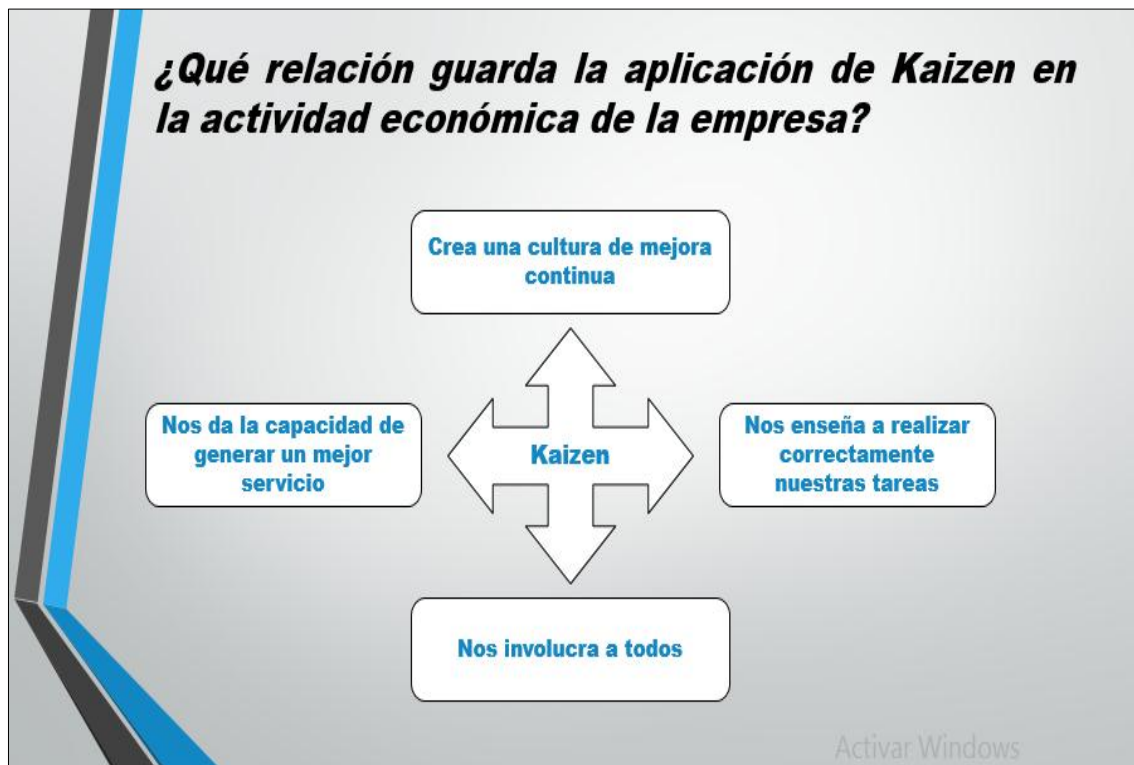 ¿Qué relación guarda la aplicación de Kaizen en
la actividad económica de la empresa?
Crea una cultura de mejora
continua
Nos da la capacidad de
generar un mejor
servicio
Kaizen
Nos enseña a realizar
correctamente
nuestras tareas
Nos involucra a todos
Activar Windows